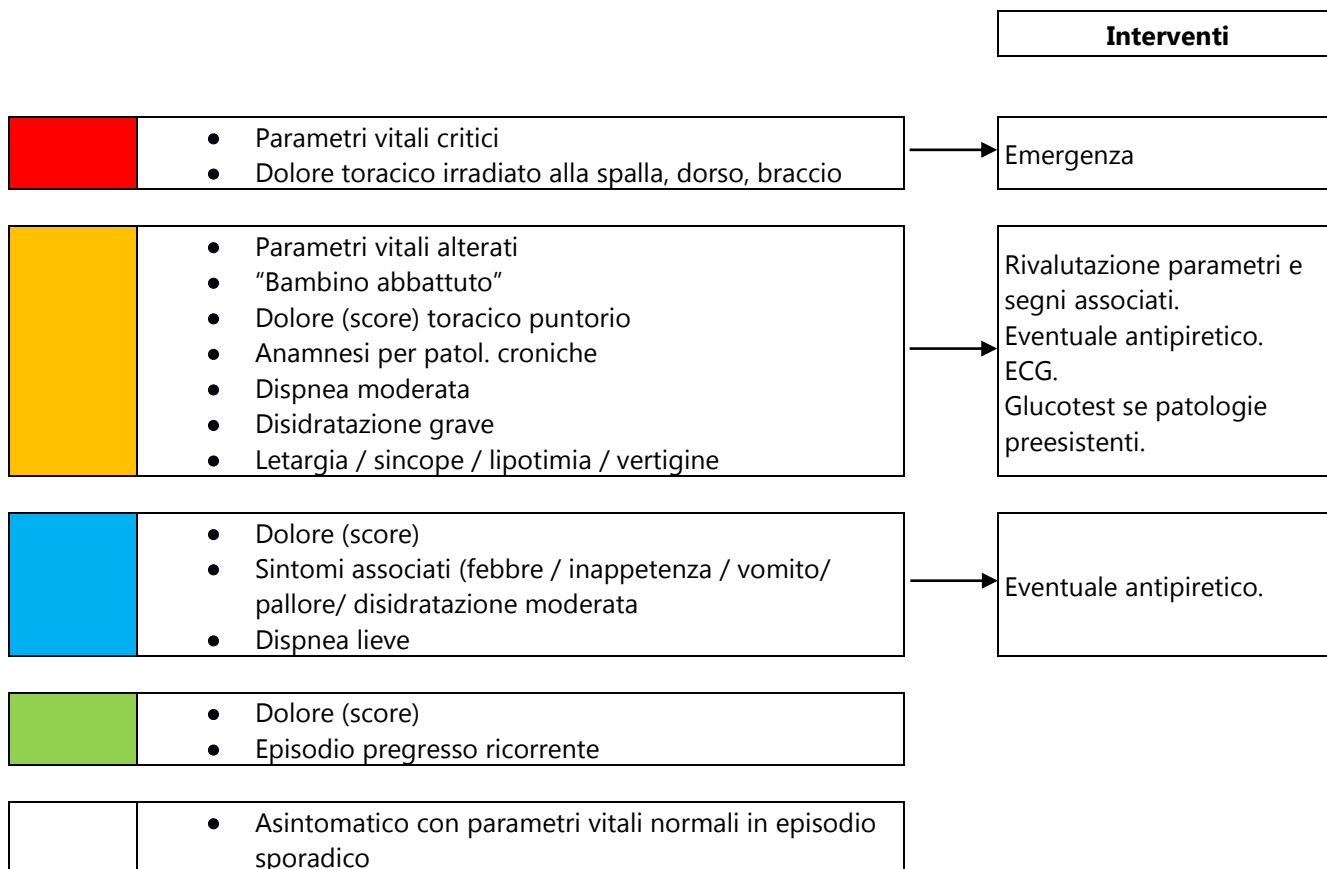 Interventi
● Parametri vitali critici
● Dolore toracico irradiato alla spalla, dorso, braccio
Emergenza
● Parametri vitali alterati
● “Bambino abbattuto”
● Dolore (score) toracico puntorio
● Anamnesi per patol. croniche
● Dispnea moderata
● Disidratazione grave
● Letargia / sincope / lipotimia / vertigine
Rivalutazione parametri e
segni associati.
Eventuale antipiretico.
ECG.
Glucotest se patologie
preesistenti.
● Dolore (score)
● Sintomi associati (febbre / inappetenza / vomito/
pallore/ disidratazione moderata
● Dispnea lieve
Eventuale antipiretico.
● Dolore (score)
● Episodio pregresso ricorrente
● Asintomatico con parametri vitali normali in episodio
sporadico